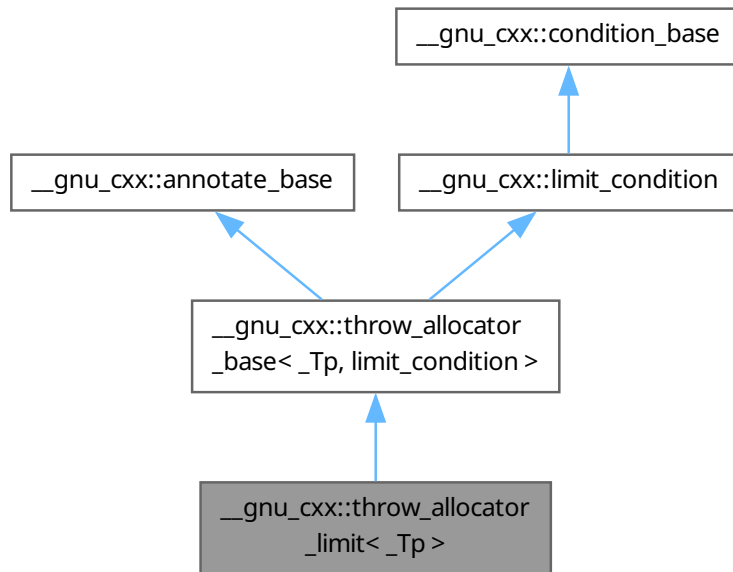 __gnu_cxx::condition_base
__gnu_cxx::annotate_base
__gnu_cxx::limit_condition
__gnu_cxx::throw_allocator
_base< _Tp, limit_condition >
__gnu_cxx::throw_allocator
_limit< _Tp >